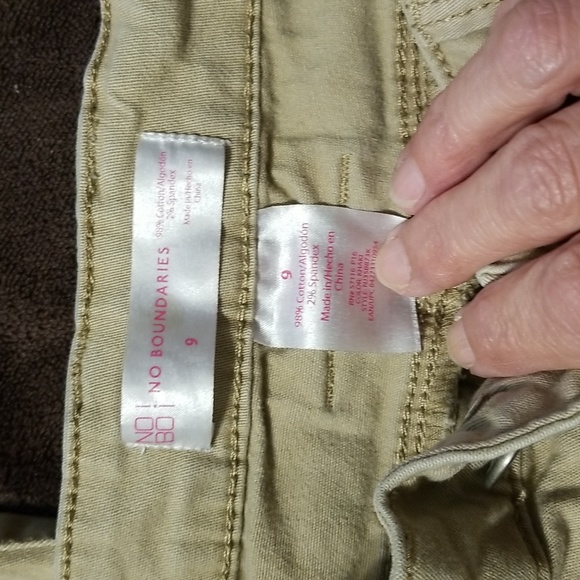 NO
BO
NO BOUNDARIES
9
98% Cotton/Algodón
2% Spandex
Made in/Hecho en
China
9
98% Cotton/Algodón
2% Spandex
Made in/Hecho en
China